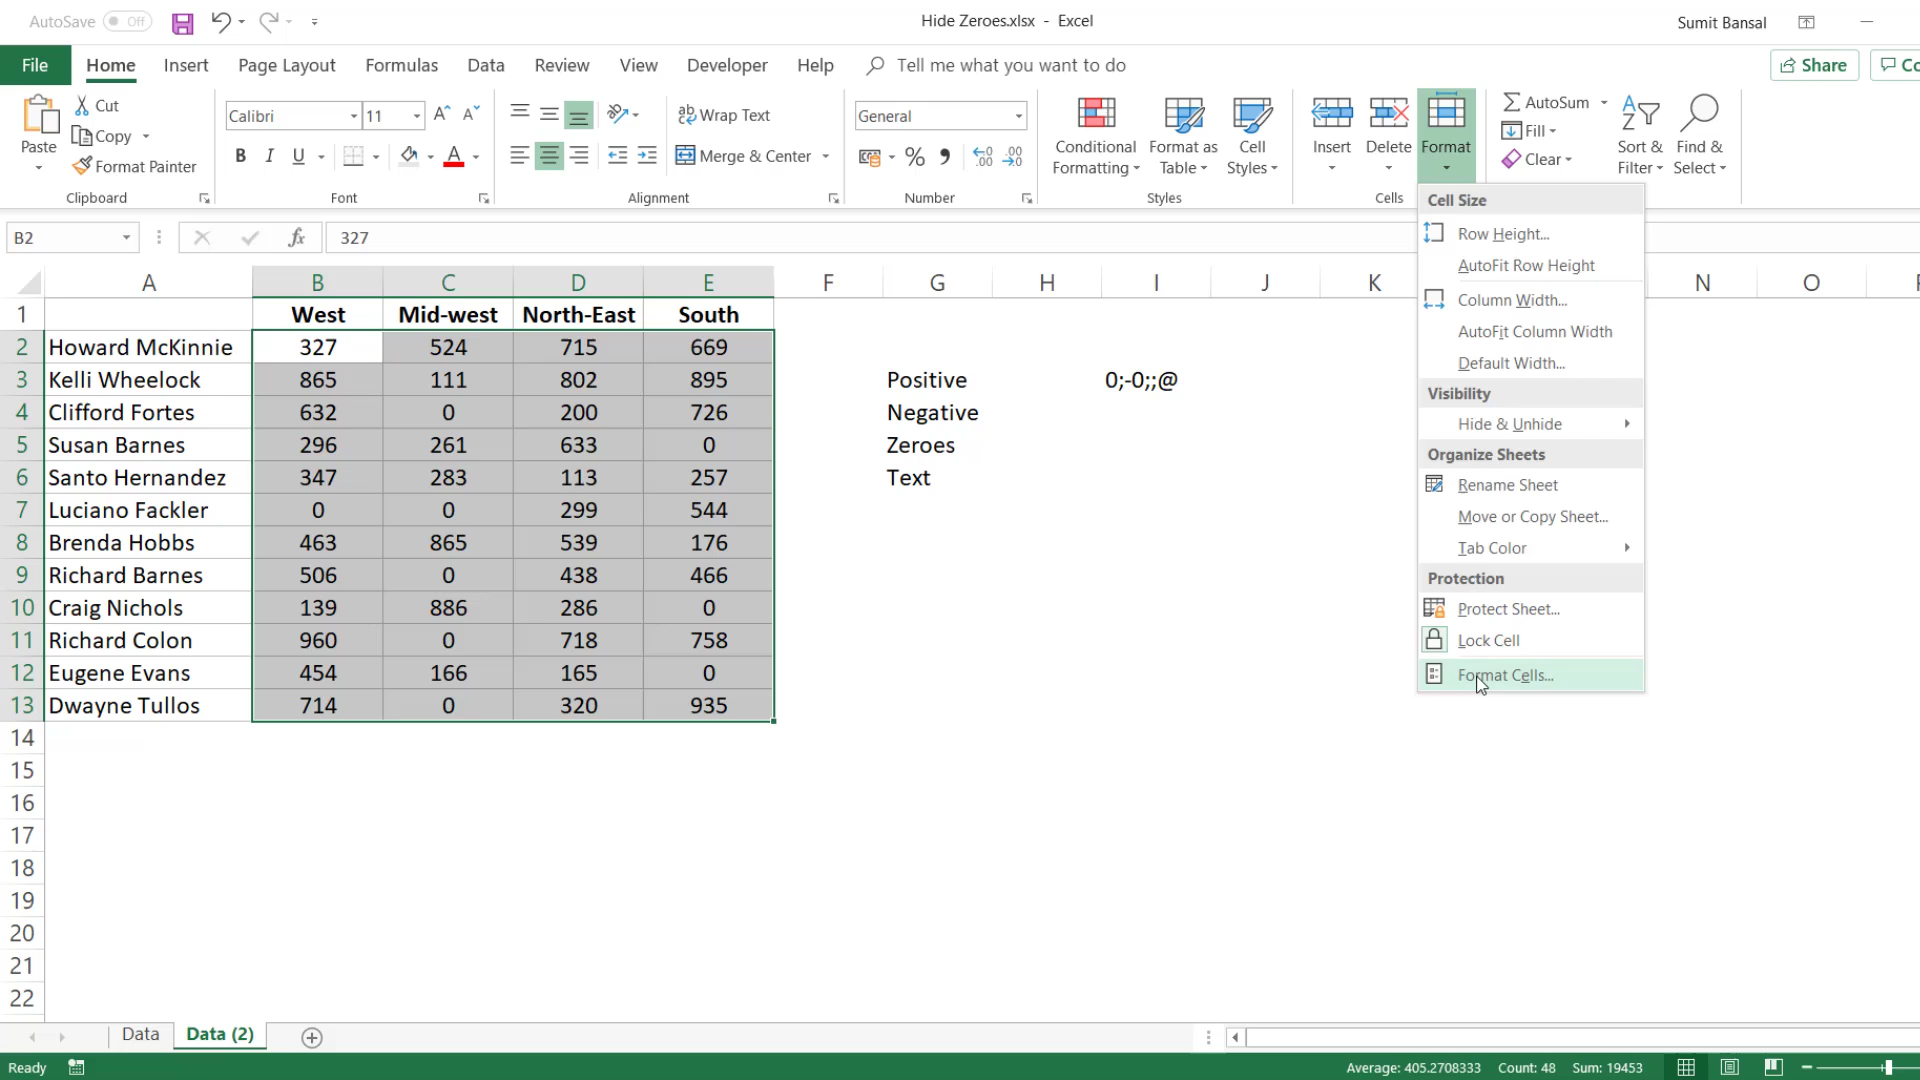 AutoSave Off
Hide Zeroes.xlsx - Excel
Sumit Bansal
File Home Insert Page Layout Formulas Data Review View Developer Help Tell me what you want to do Share Co
Paste Cut Calibri 11 Wrap Text General Conditional Formatting Format as Table Cell Styles Insert Delete Format AutoSum Sort & Filter Find & Select
Copy B I U Merge & Center % Fill
Format Painter Clear
Clipboard Font Alignment Number Styles Cells
B2 fx 327
A B C D E F G H I J K N O
1 West Mid-west North-East South
2 Howard McKinnie 327 524 715 669
3 Kelli Wheelock 865 111 802 895 Positive 0;-0;;@
4 Clifford Fortes 632 0 200 726 Negative
5 Susan Barnes 296 261 633 0 Zeroes
6 Santo Hernandez 347 283 113 257 Text
7 Luciano Fackler 0 0 299 544
8 Brenda Hobbs 463 865 539 176
9 Richard Barnes 506 0 438 466
10 Craig Nichols 139 886 286 0
11 Richard Colon 960 0 718 758
12 Eugene Evans 454 166 165 0
13 Dwayne Tullos 714 0 320 935
14
15
16
17
18
19
20
21
22
Cell Size
Row Height...
AutoFit Row Height
Column Width...
AutoFit Column Width
Default Width...
Visibility
Hide & Unhide
Organize Sheets
Rename Sheet
Move or Copy Sheet...
Tab Color
Protection
Protect Sheet...
Lock Cell
Format Cells...
Data Data (2)
Ready Average: 405.2708333 Count: 48 Sum: 19453